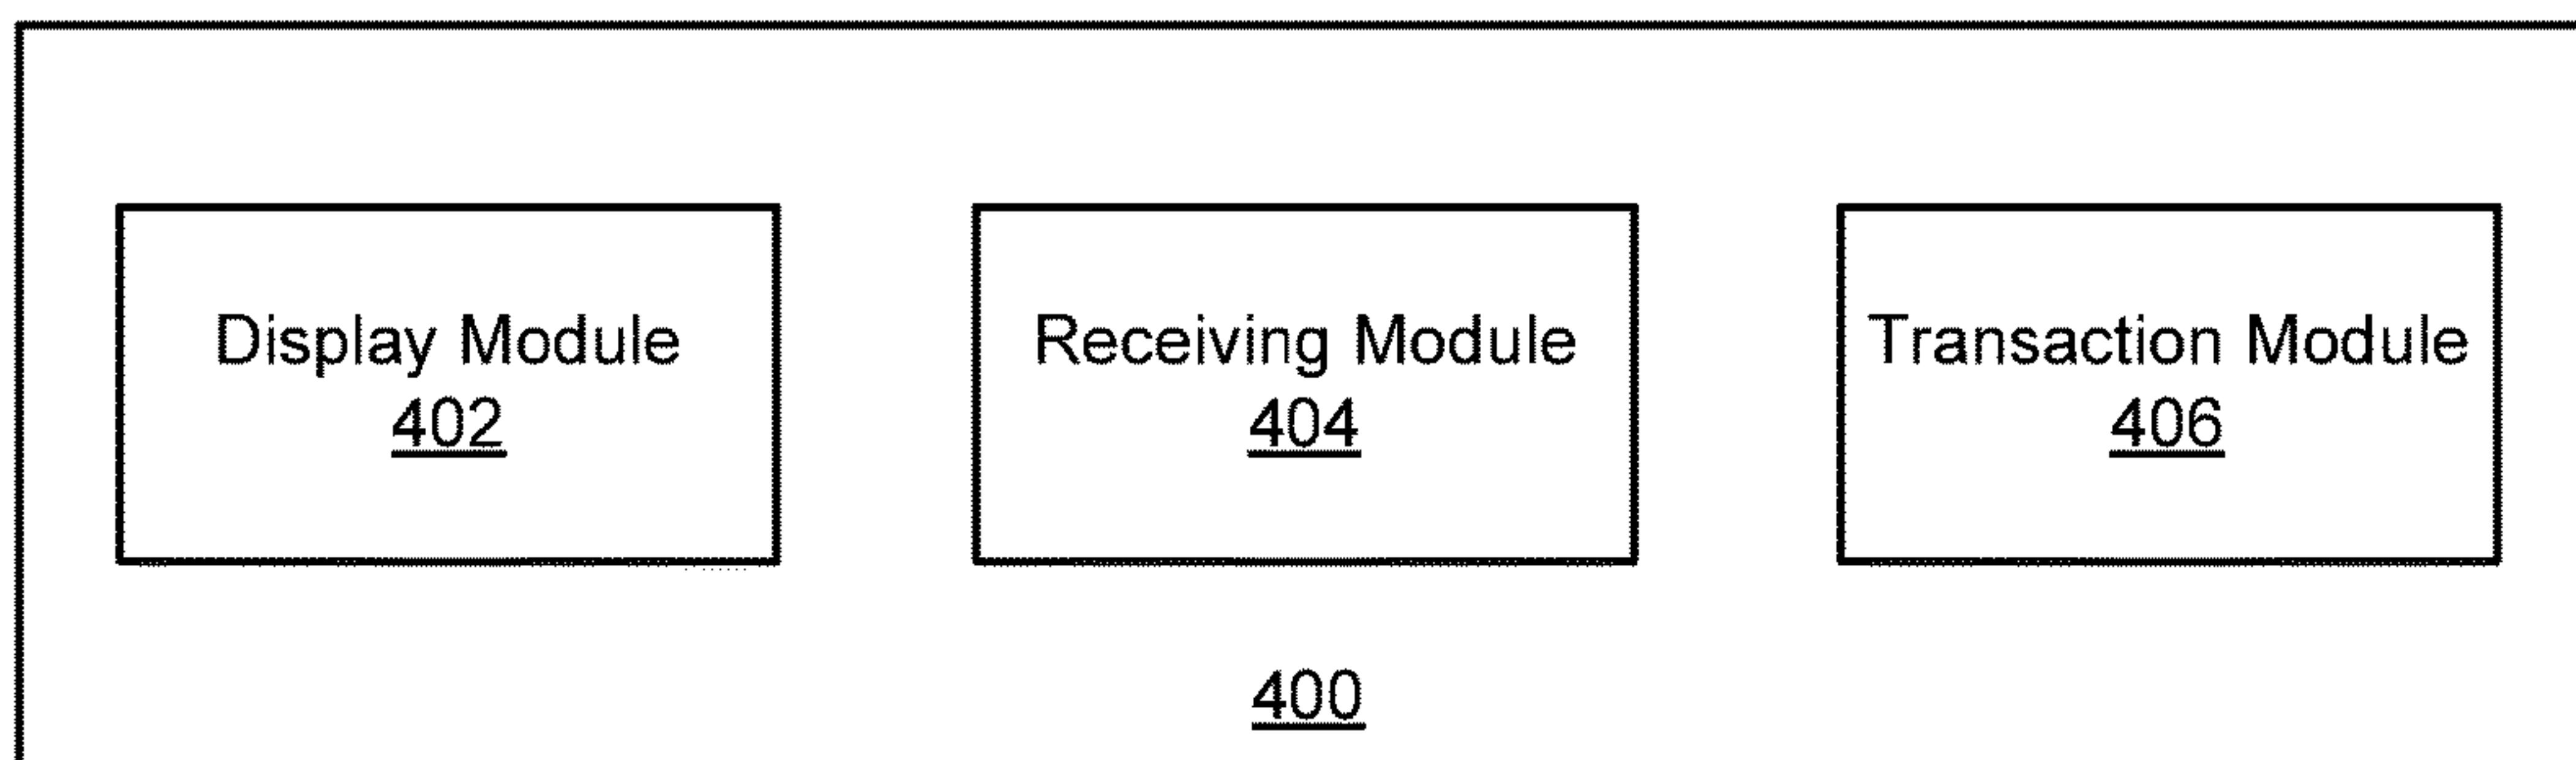 Display Module
402
Receiving Module
404
Transaction Module
406
400